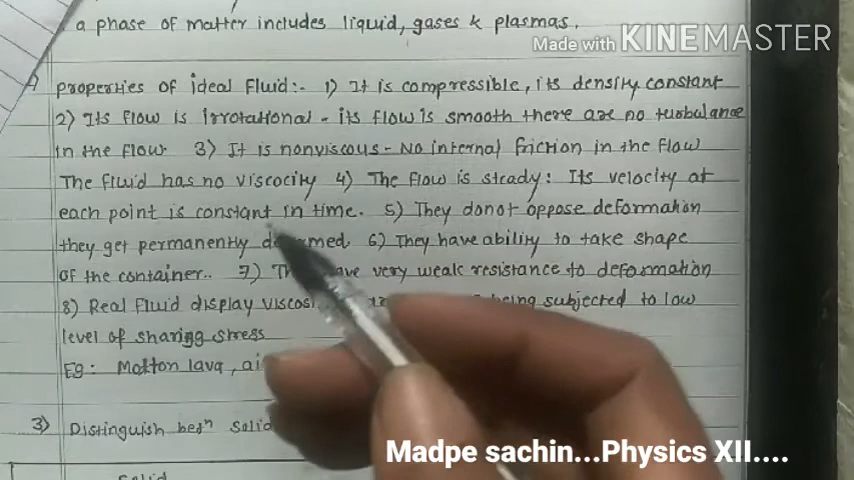 a phase of matter includes liquid, gases & plasmas.
Made with KINEMASTER
Properties of ideal Fluid:- 1) It is compressible, its density constant
2) Its flow is irrotational - its flow is smooth there are no turbulance
in the flow. 3) It is nonviscous - No internal friction in the flow
The fluid has no viscocity 4) The flow is steady: Its velocity at
each point is constant in time. 5) They donot oppose deformation
they get permanently 6) They have ability to take shape
of the container.. 7) very weak resistance to deformation
8) Real Fluid display being subjected to low
level of sharing stress
Eg: Motton lava,
3) Distinguish betn Solid
Madpe sachin...Physics XII....
Solid